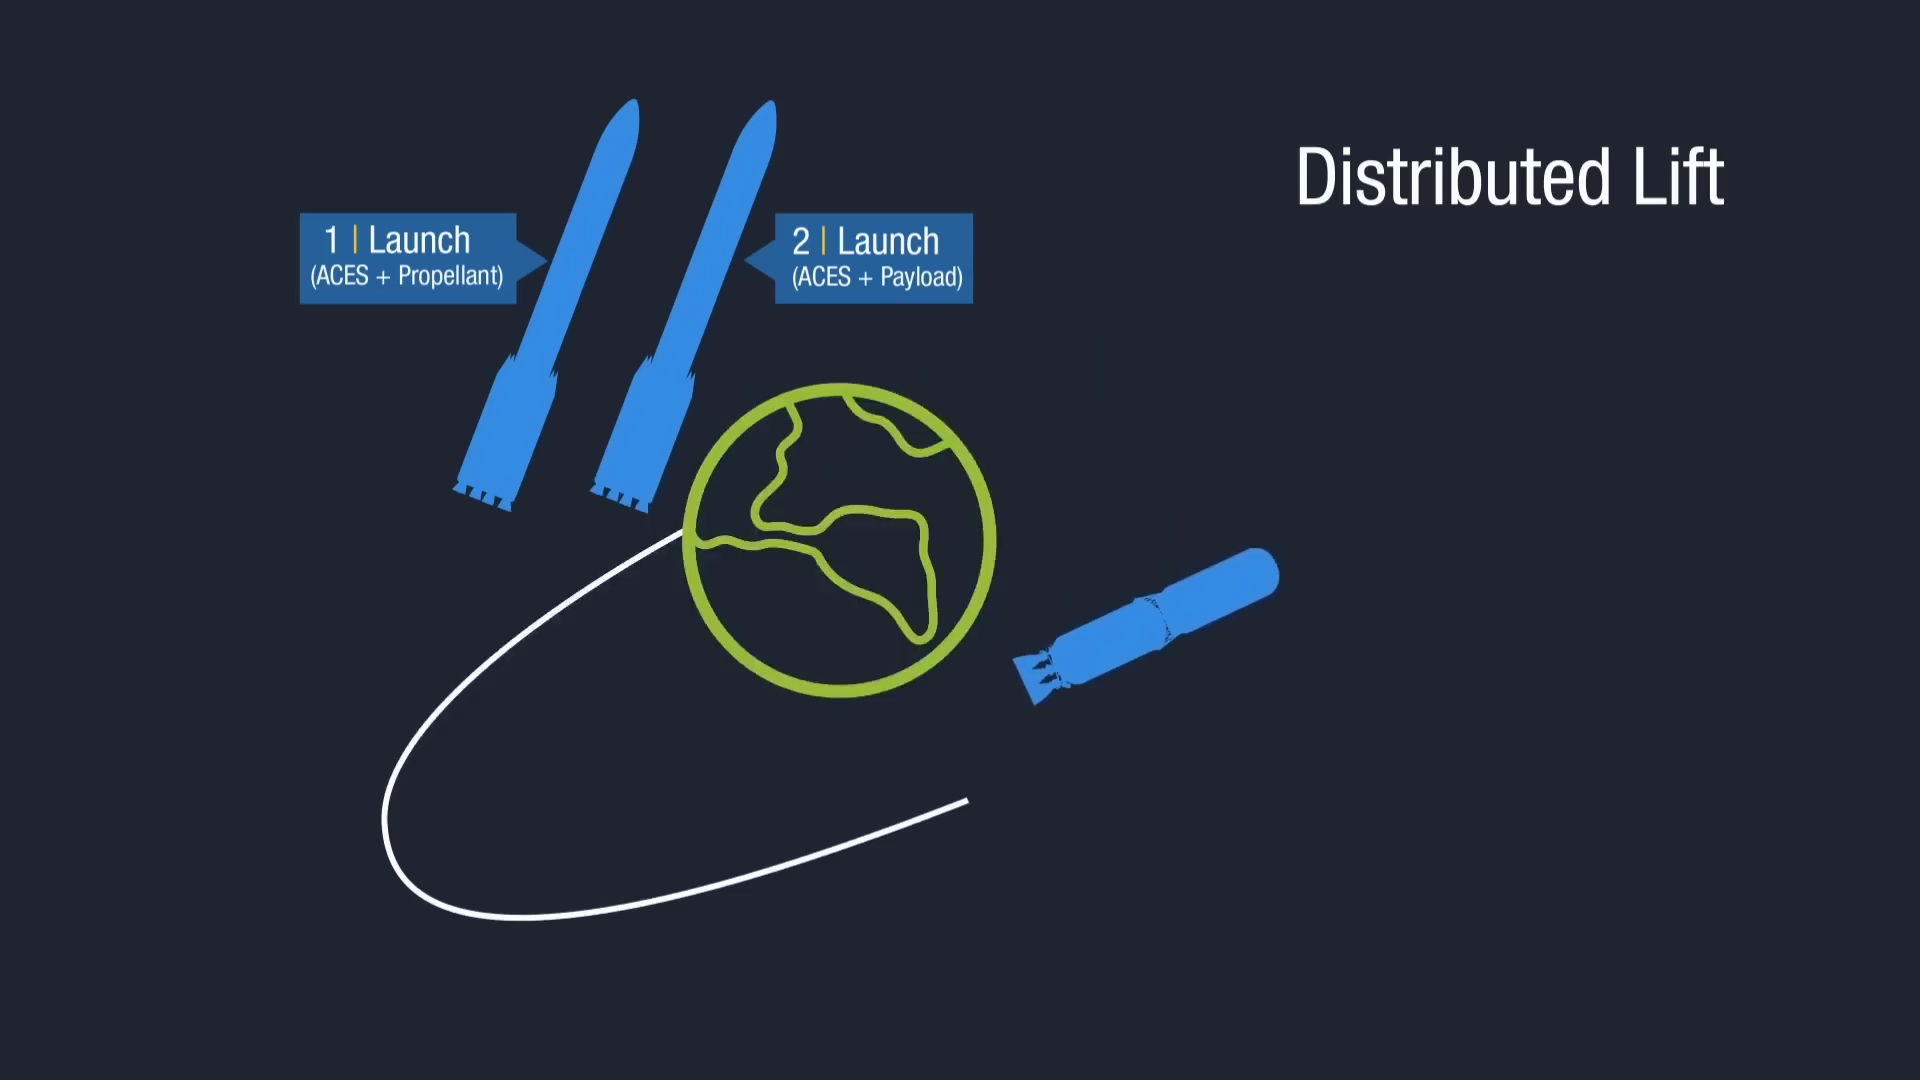 Distributed Lift
1 | Launch
(ACES + Propellant)
2 | Launch
(ACES + Payload)